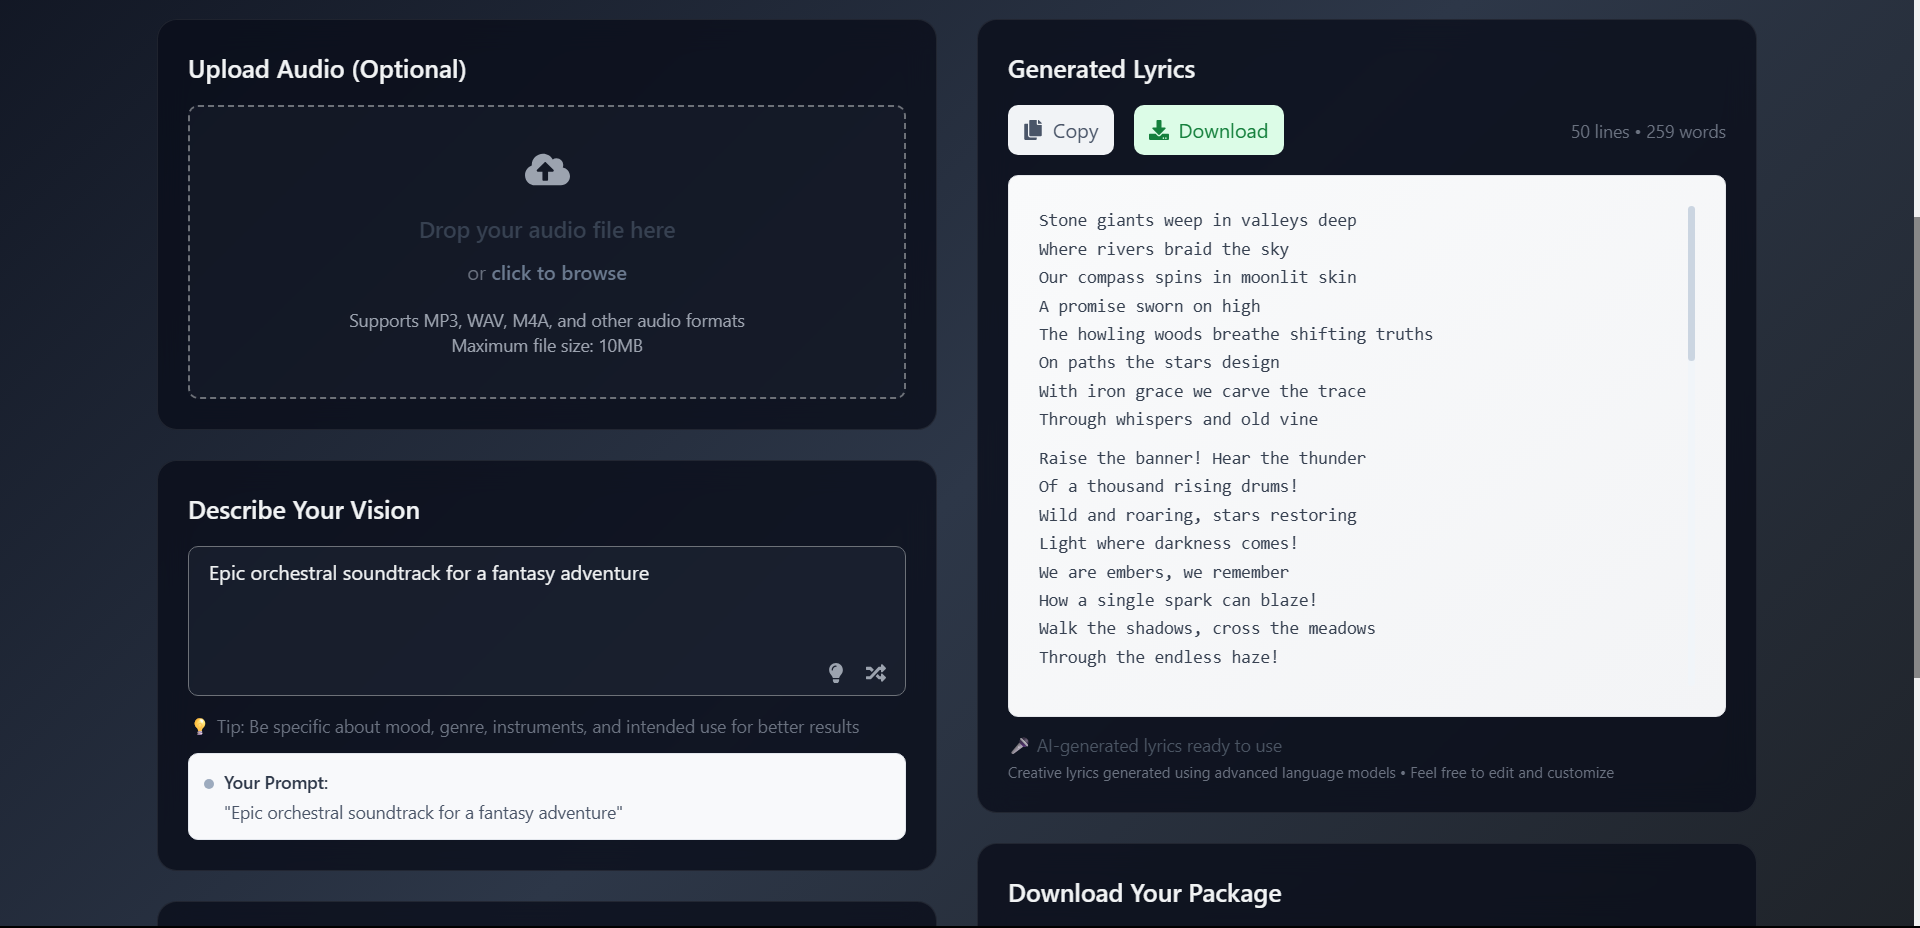 Upload Audio (Optional)
Drop your audio file here
or click to browse
Supports MP3, WAV, M4A, and other audio formats
Maximum file size: 10MB
Describe Your Vision
Epic orchestral soundtrack for a fantasy adventure
Tip: Be specific about mood, genre, instruments, and intended use for better results
Your Prompt:
"Epic orchestral soundtrack for a fantasy adventure"
Generated Lyrics
Copy
Download
50 lines • 259 words
Stone giants weep in valleys deep
Where rivers braid the sky
Our compass spins in moonlit skin
A promise sworn on high
The howling woods breathe shifting truths
On paths the stars design
With iron grace we carve the trace
Through whispers and old vine
Raise the banner! Hear the thunder
Of a thousand rising drums!
Wild and roaring, stars restoring
Light where darkness comes!
We are embers, we remember
How a single spark can blaze!
Walk the shadows, cross the meadows
Through the endless haze!
AI-generated lyrics ready to use
Creative lyrics generated using advanced language models • Feel free to edit and customize
Download Your Package